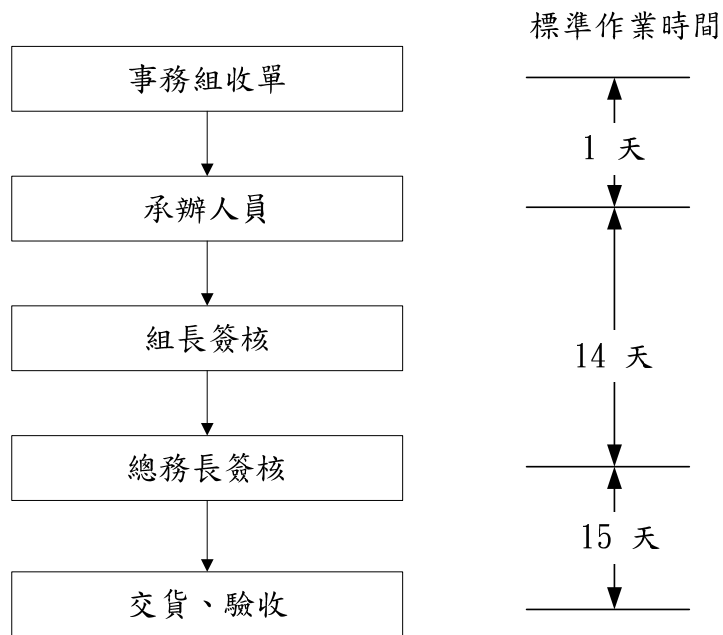 標準作業時間
事務組收單
1 天
承辦人員
組長簽核
14 天
總務長簽核
15 天
交貨、驗收